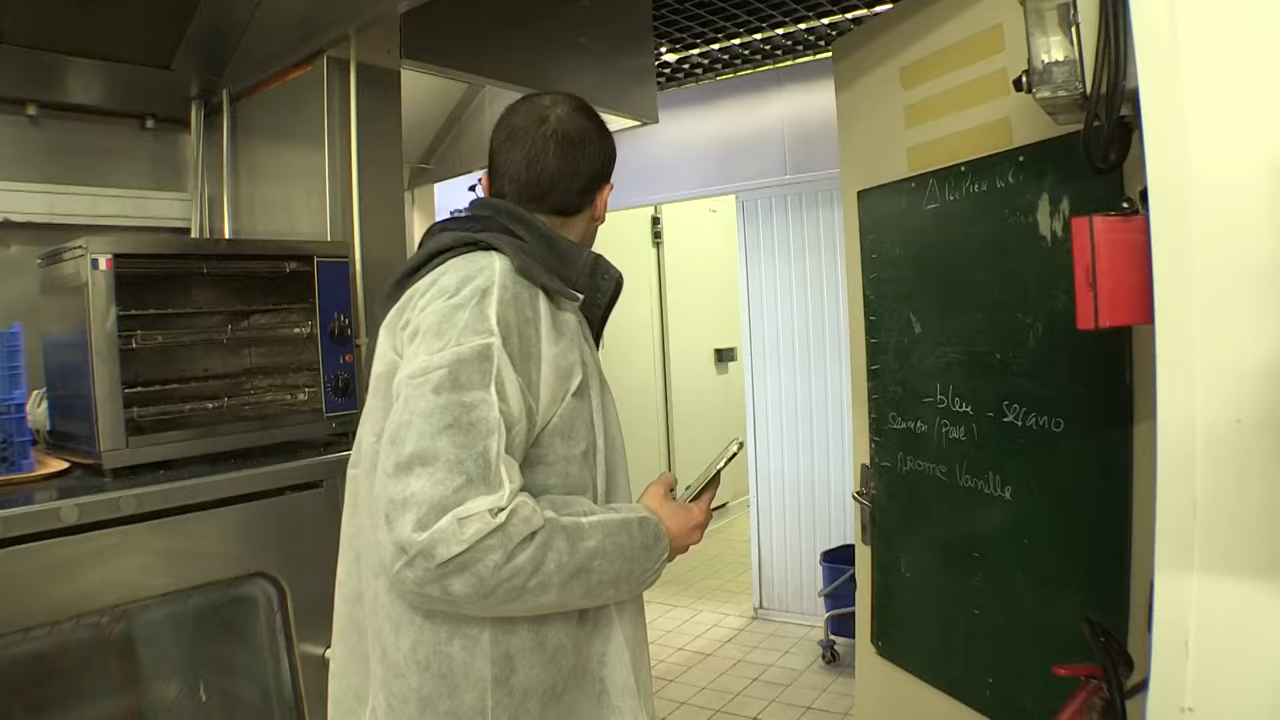 ⚠ Papier WC
- bleu - serano
Saumon / (Pavé)
- Arome Vanille